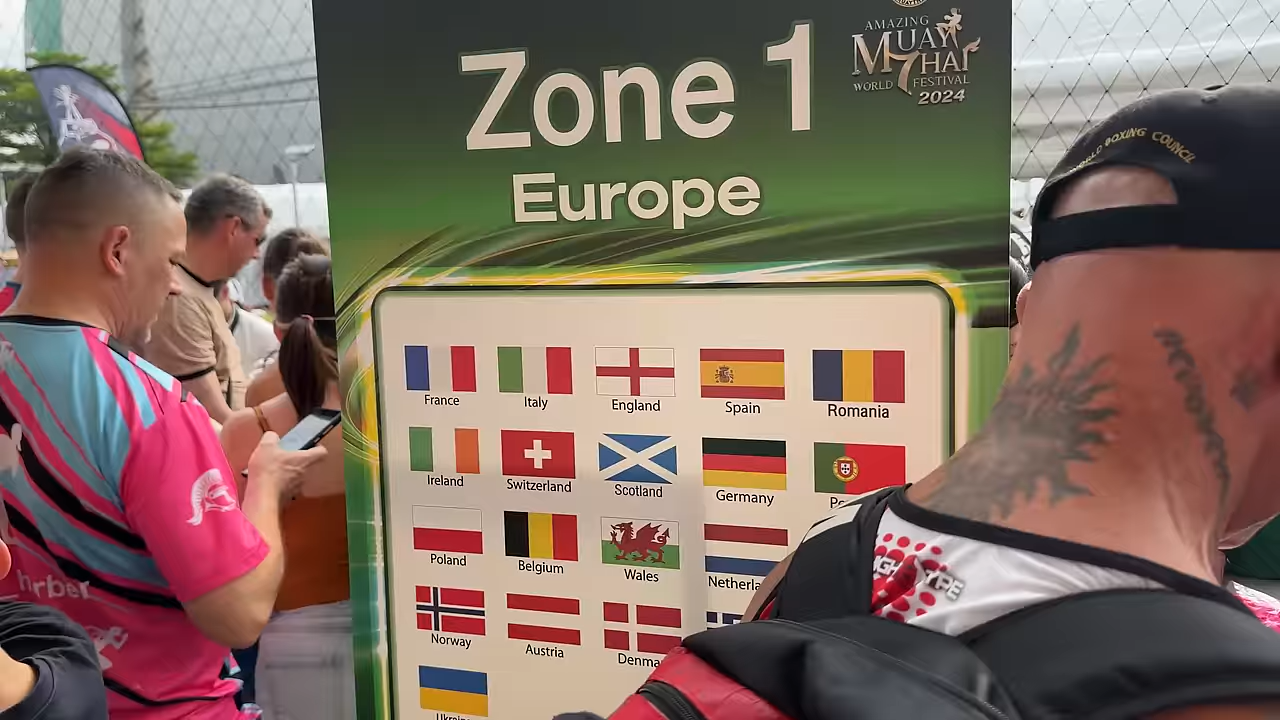 Zone 1
Europe
AMAZING
MUAY
THAI
WORLD FESTIVAL
2024
WORLD BOXING COUNCIL
France
Italy
England
Spain
Romania
Ireland
Switzerland
Scotland
Germany
Poland
Belgium
Wales
Norway
Austria